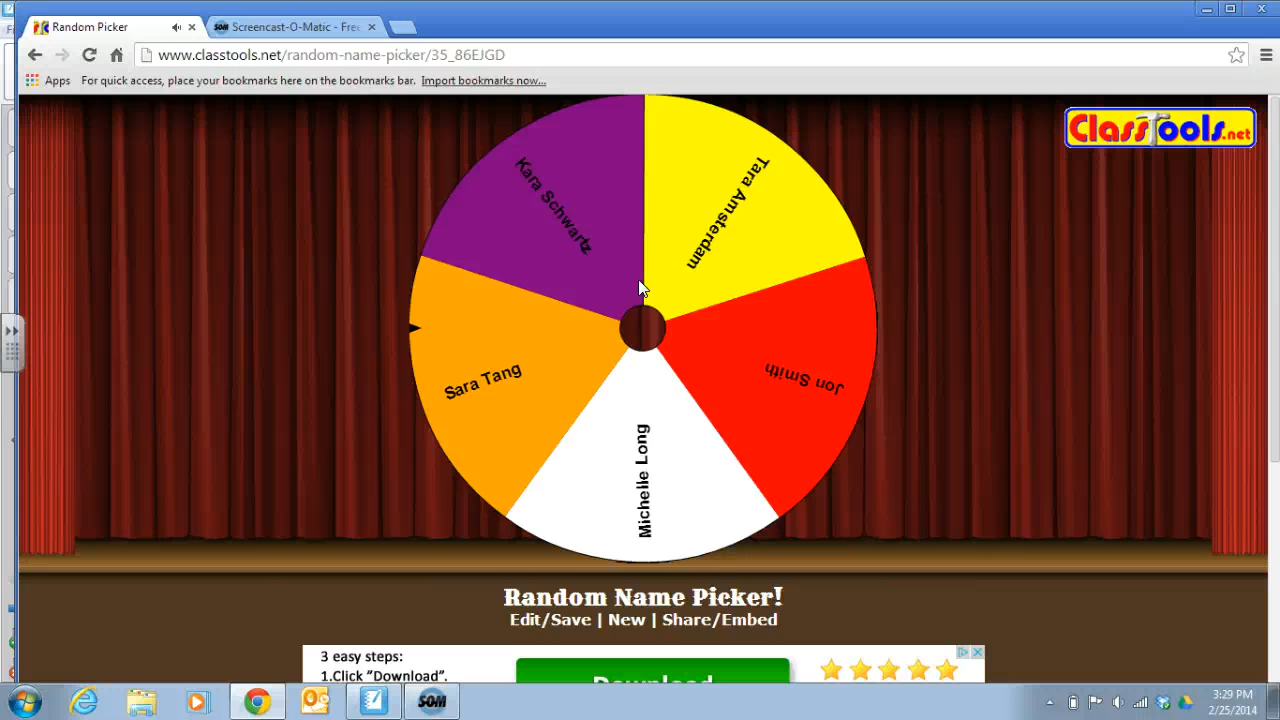 Random Picker
Screencast-O-Matic - Free
www.classtools.net/random-name-picker/35_86EJGD
Apps For quick access, place your bookmarks here on the bookmarks bar. Import bookmarks now...
ClassTools.net
Kara Schwartz
Tara Amsterdam
Sara Tang
Jon Smith
Michelle Long
Random Name Picker!
Edit/Save | New | Share/Embed
3 easy steps:
1.Click "Download".
Download
SOM
3:29 PM
2/25/2014